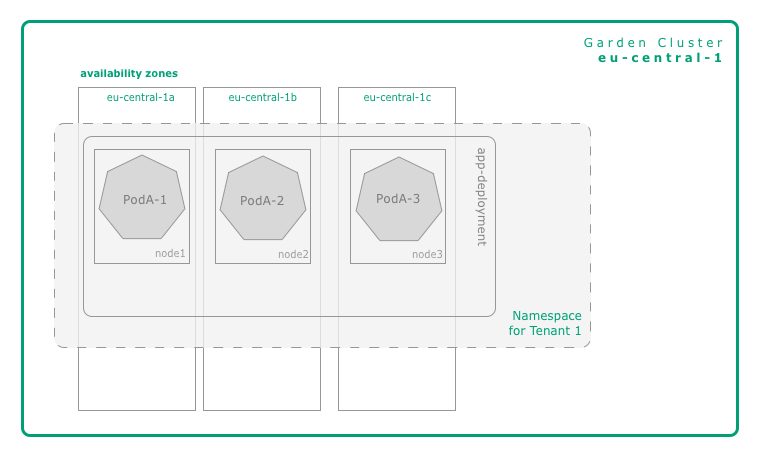 Garden Cluster
eu-central-1
availability zones
eu-central-1a
eu-central-1b
eu-central-1c
PodA-1
PodA-2
PodA-3
app-deployment
node1
node2
node3
Namespace
for Tenant 1